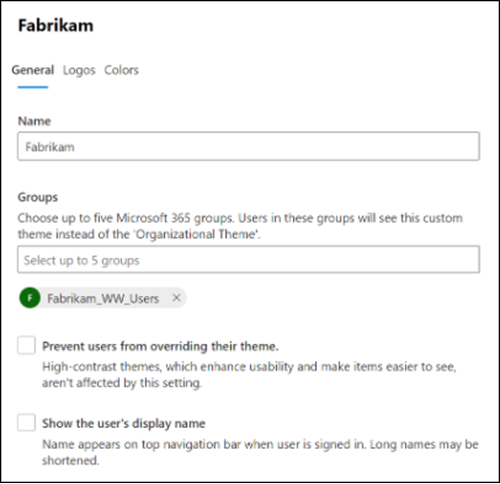 Fabrikam
General Logos Colors
Name
Fabrikam
Groups
Choose up to five Microsoft 365 groups. Users in these groups will see this custom
theme instead of the 'Organizational Theme'.
Select up to 5 groups
F Fabrikam_WW_Users ×
Prevent users from overriding their theme.
High-contrast themes, which enhance usability and make items easier to see,
aren't affected by this setting.
Show the user's display name
Name appears on top navigation bar when user is signed in. Long names may be
shortened.